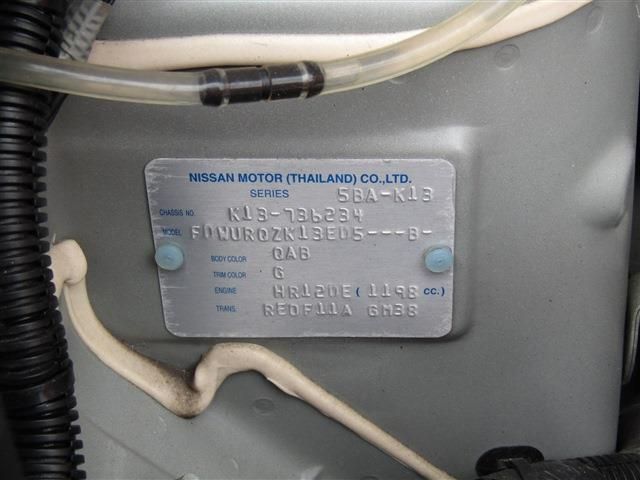 NISSAN MOTOR (THAILAND) CO.,LTD.
SERIES 5BA-K13
CHASSIS NO. K13-736234
MODEL FDWURQZK13ED5---B-
BODY COLOR QAB
TRIM COLOR G
ENGINE HR12DE ( 1198 CC.)
TRANS. RE0F11A GM38